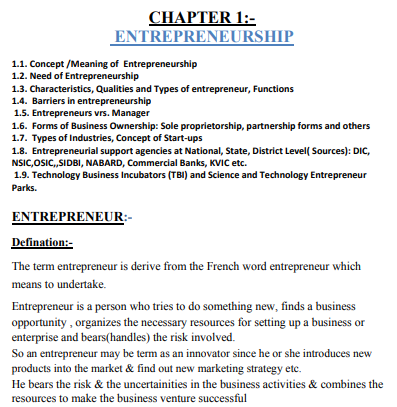 CHAPTER 1:-
ENTREPRENEURSHIP
1.1. Concept /Meaning of Entrepreneurship
1.2. Need of Entrepreneurship
1.3. Characteristics, Qualities and Types of entrepreneur, Functions
1.4. Barriers in entrepreneurship
1.5. Entrepreneurs vrs. Manager
1.6. Forms of Business Ownership: Sole proprietorship, partnership forms and others
1.7. Types of Industries, Concept of Start-ups
1.8. Entrepreneurial support agencies at National, State, District Level( Sources): DIC,
NSIC,OSIC,,SIDBI, NABARD, Commercial Banks, KVIC etc.
1.9. Technology Business Incubators (TBI) and Science and Technology Entrepreneur
Parks.
ENTREPRENEUR:-
Defination:-
The term entrepreneur is derive from the French word entrepreneur which
means to undertake.
Entrepreneur is a person who tries to do something new, finds a business
opportunity , organizes the necessary resources for setting up a business or
enterprise and bears(handles) the risk involved.
So an entrepreneur may be term as an innovator since he or she introduces new
products into the market & find out new marketing strategy etc.
He bears the risk & the uncertainities in the business activities & combines the
resources to make the business venture successful